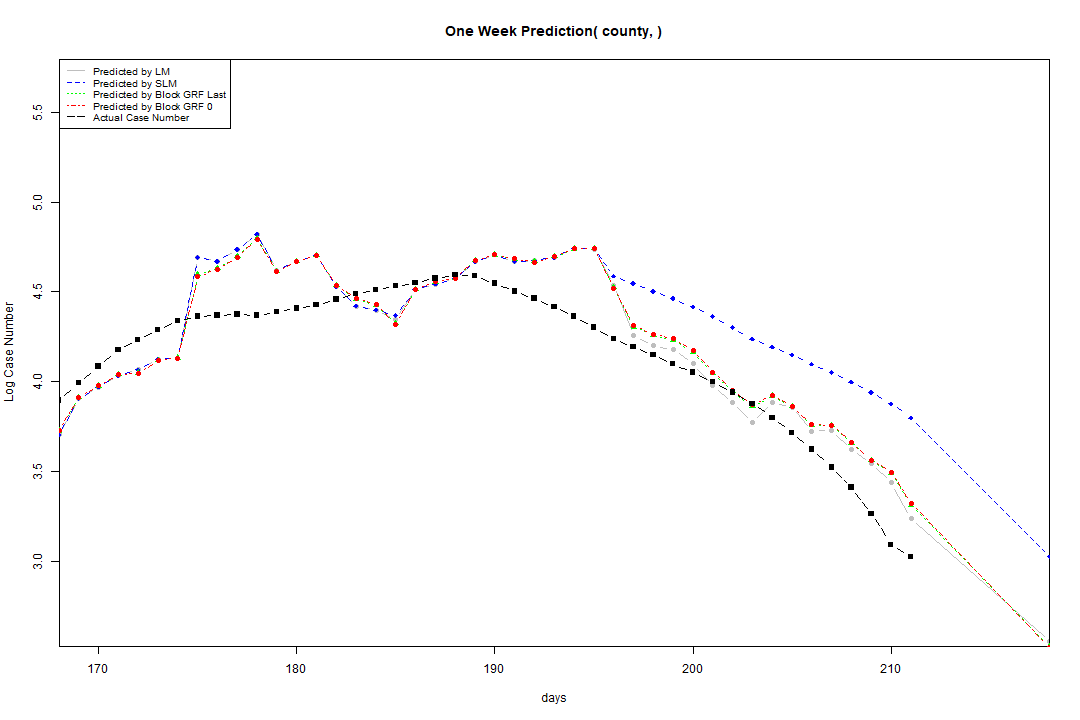 One Week Prediction( county, )
Predicted by LM
Predicted by SLM
Predicted by Block GRF Last
Predicted by Block GRF 0
Actual Case Number
Log Case Number
5.5
5.0
4.5
4.0
3.5
3.0
170 180 190 200 210
days